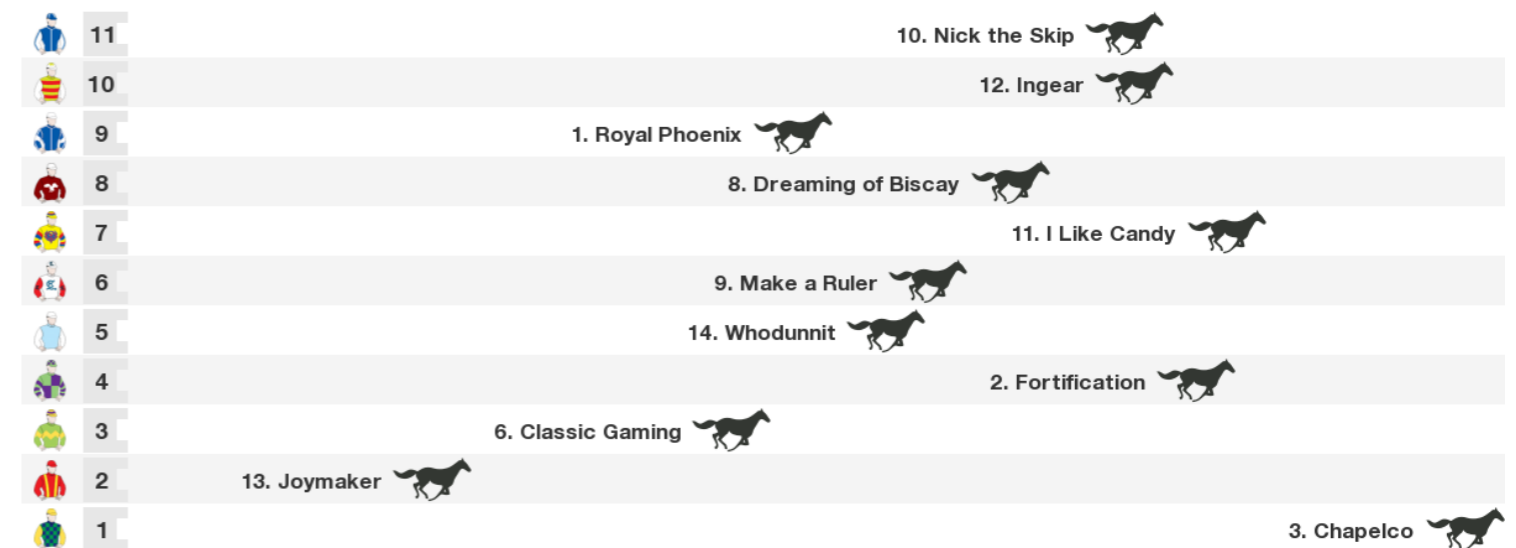 11 10. Nick the Skip
10 12. Ingear
9 1. Royal Phoenix
8 8. Dreaming of Biscay
7 11. I Like Candy
6 9. Make a Ruler
5 14. Whodunnit
4 2. Fortification
3 6. Classic Gaming
2 13. Joymaker
1 3. Chapelco